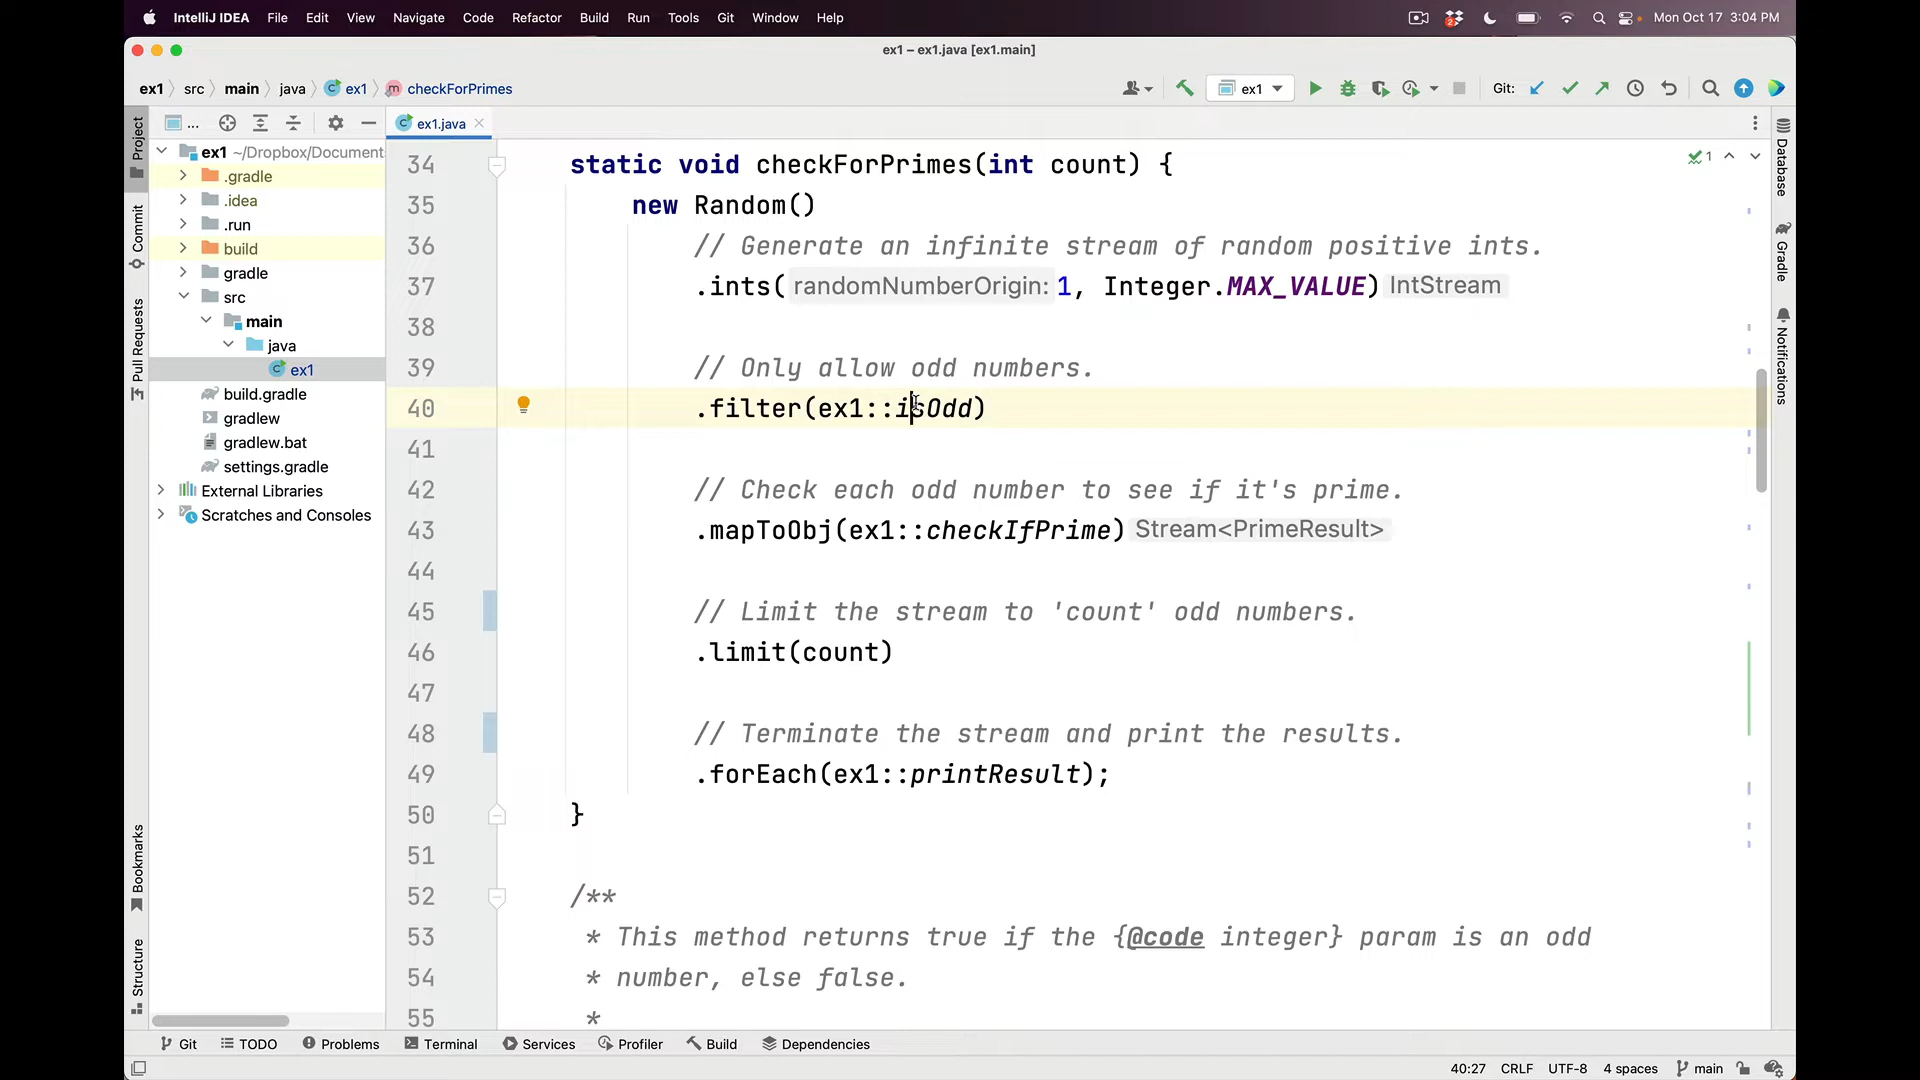 IntelliJ IDEA File Edit View Navigate Code Refactor Build Run Tools Git Window Help
2
Mon Oct 17 3:04 PM
ex1 – ex1.java [ex1.main]
ex1 〉 src 〉 main 〉 java 〉 ex1 〉 m checkForPrimes
ex1
Git:
Project
Commit
Pull Requests
Bookmarks
Structure
...
ex1 ~/Dropbox/Document
.gradle
.idea
.run
build
gradle
src
main
java
ex1
build.gradle
gradlew
gradlew.bat
settings.gradle
External Libraries
Scratches and Consoles
ex1.java
1
34 static void checkForPrimes(int count) {
35 new Random()
36 // Generate an infinite stream of random positive ints.
37 .ints( randomNumberOrigin: 1, Integer.MAX_VALUE) IntStream
38
39 // Only allow odd numbers.
40 .filter(ex1::isOdd)
41
42 // Check each odd number to see if it's prime.
43 .mapToObj(ex1::checkIfPrime) Stream<PrimeResult>
44
45 // Limit the stream to 'count' odd numbers.
46 .limit(count)
47
48 // Terminate the stream and print the results.
49 .forEach(ex1::printResult);
50 }
51
52 /**
53 * This method returns true if the {@code integer} param is an odd
54 * number, else false.
55 *
Database
Gradle
Notifications
Git TODO Problems Terminal Services Profiler Build Dependencies
40:27 CRLF UTF-8 4 spaces main